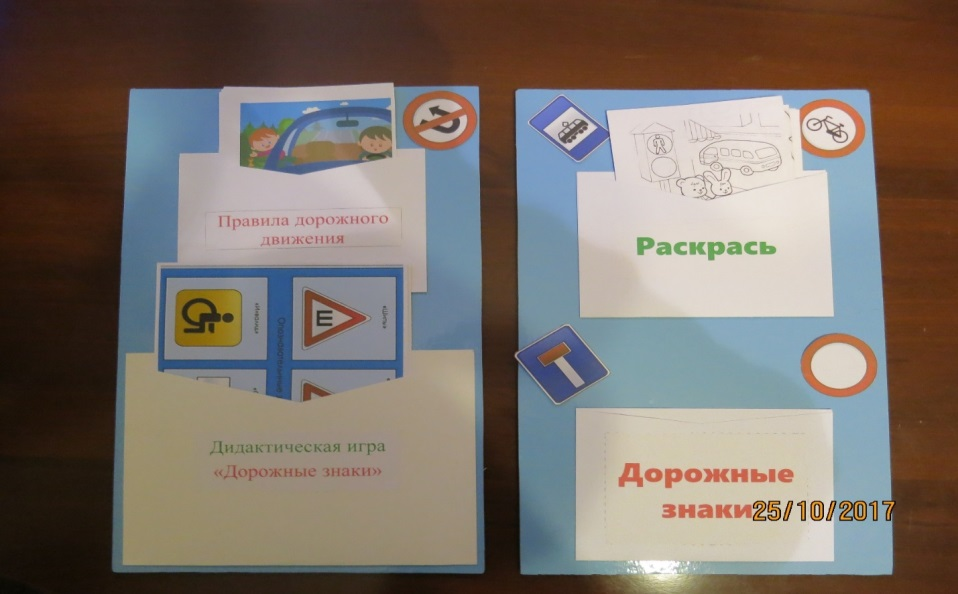 Правила дорожного
движения
Ш
Дидактическая игра
«Дорожные знаки»
Раскрась
Дорожные
знаки
25/10/2017